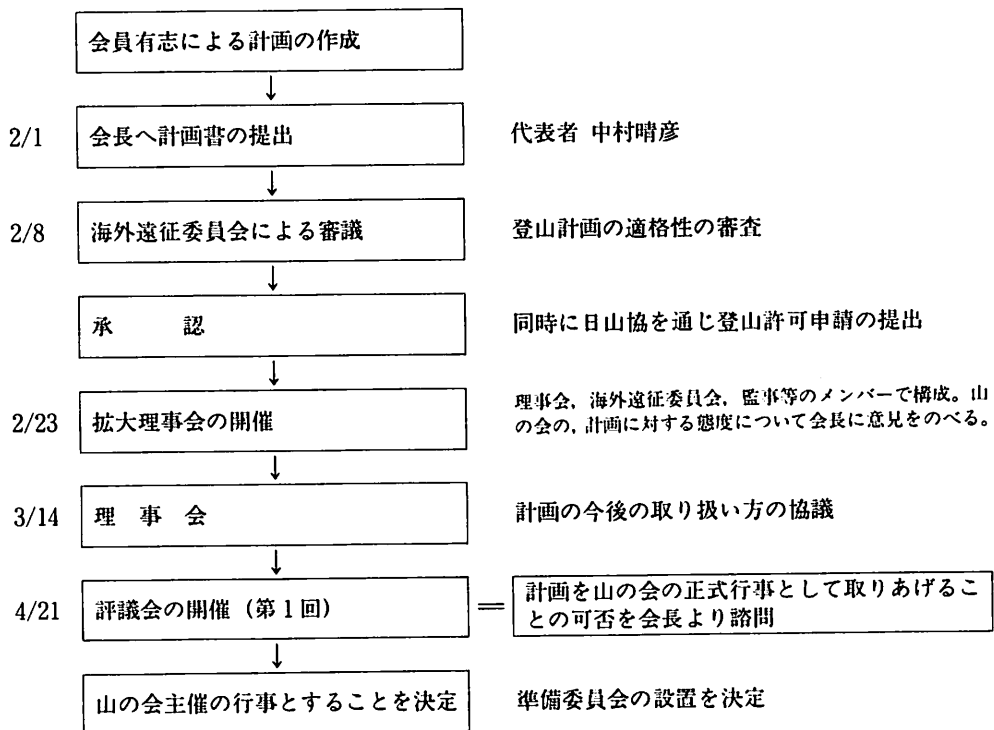 会員有志による計画の作成
↓
2/1 会長へ計画書の提出 代表者 中村晴彦
↓
2/8 海外遠征委員会による審議 登山計画の適格性の審査
↓
承 認 同時に日山協を通じ登山許可申請の提出
↓
2/23 拡大理事会の開催 理事会,海外遠征委員会,監事等のメンバーで構成。山
の会の,計画に対する態度について会長に意見をのべる。
↓
3/14 理 事 会 計画の今後の取り扱い方の協議
↓
4/21 評議会の開催(第1回) = 計画を山の会の正式行事として取りあげるこ
との可否を会長より諮問
↓
山の会主催の行事とすることを決定 準備委員会の設置を決定